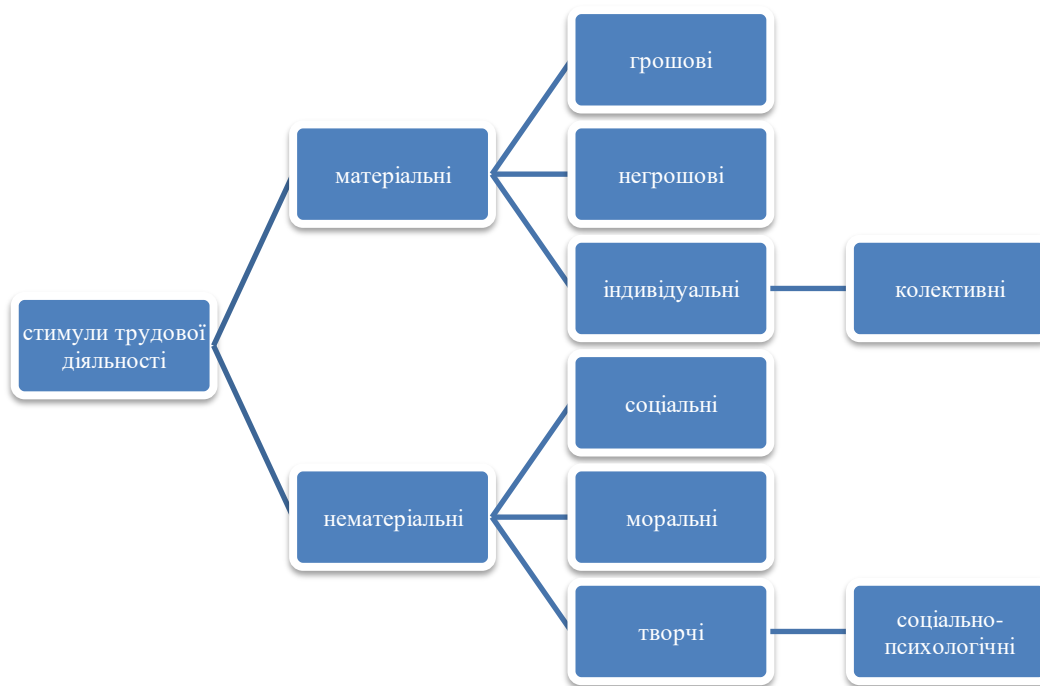 грошові
матеріальні
негрошові
індивідуальні
колективні
стимули трудової
діяльності
соціальні
нематеріальні
моральні
творчі
соціально-
психологічні